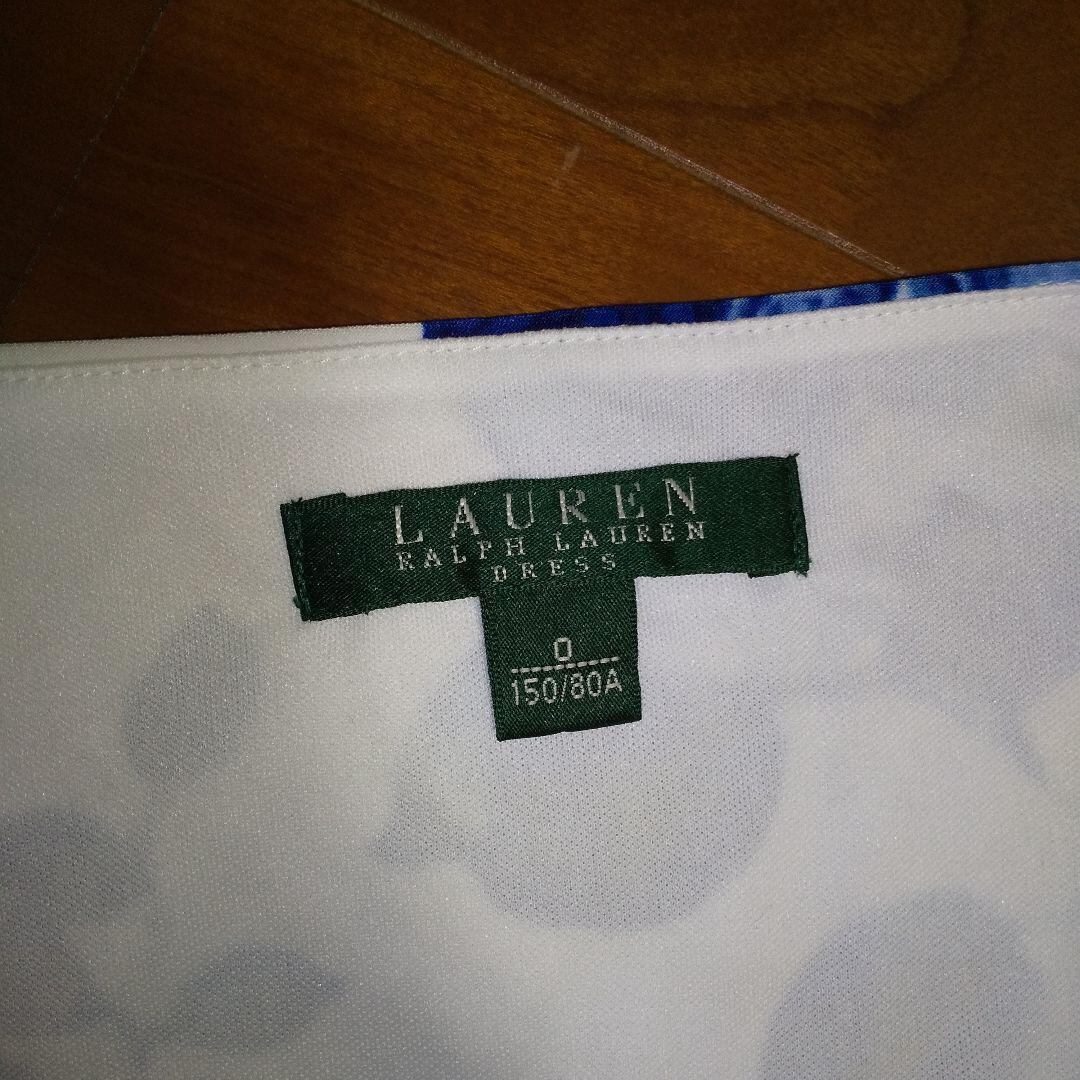 LAUREN
RALPH LAUREN
DRESS
0
150/80A